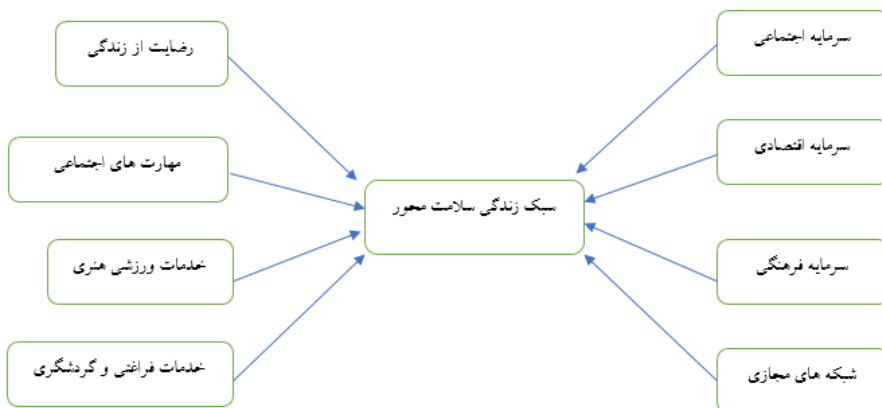 سرمایه اجتماعی
رضایت از زندگی
سرمایه اقتصادی
مهارت های اجتماعی
سبک زندگی سلامت محور
سرمایه فرهنگی
خدمات ورزشی هنری
شبکه های مجازی
خدمات فراغتی و گردشگری